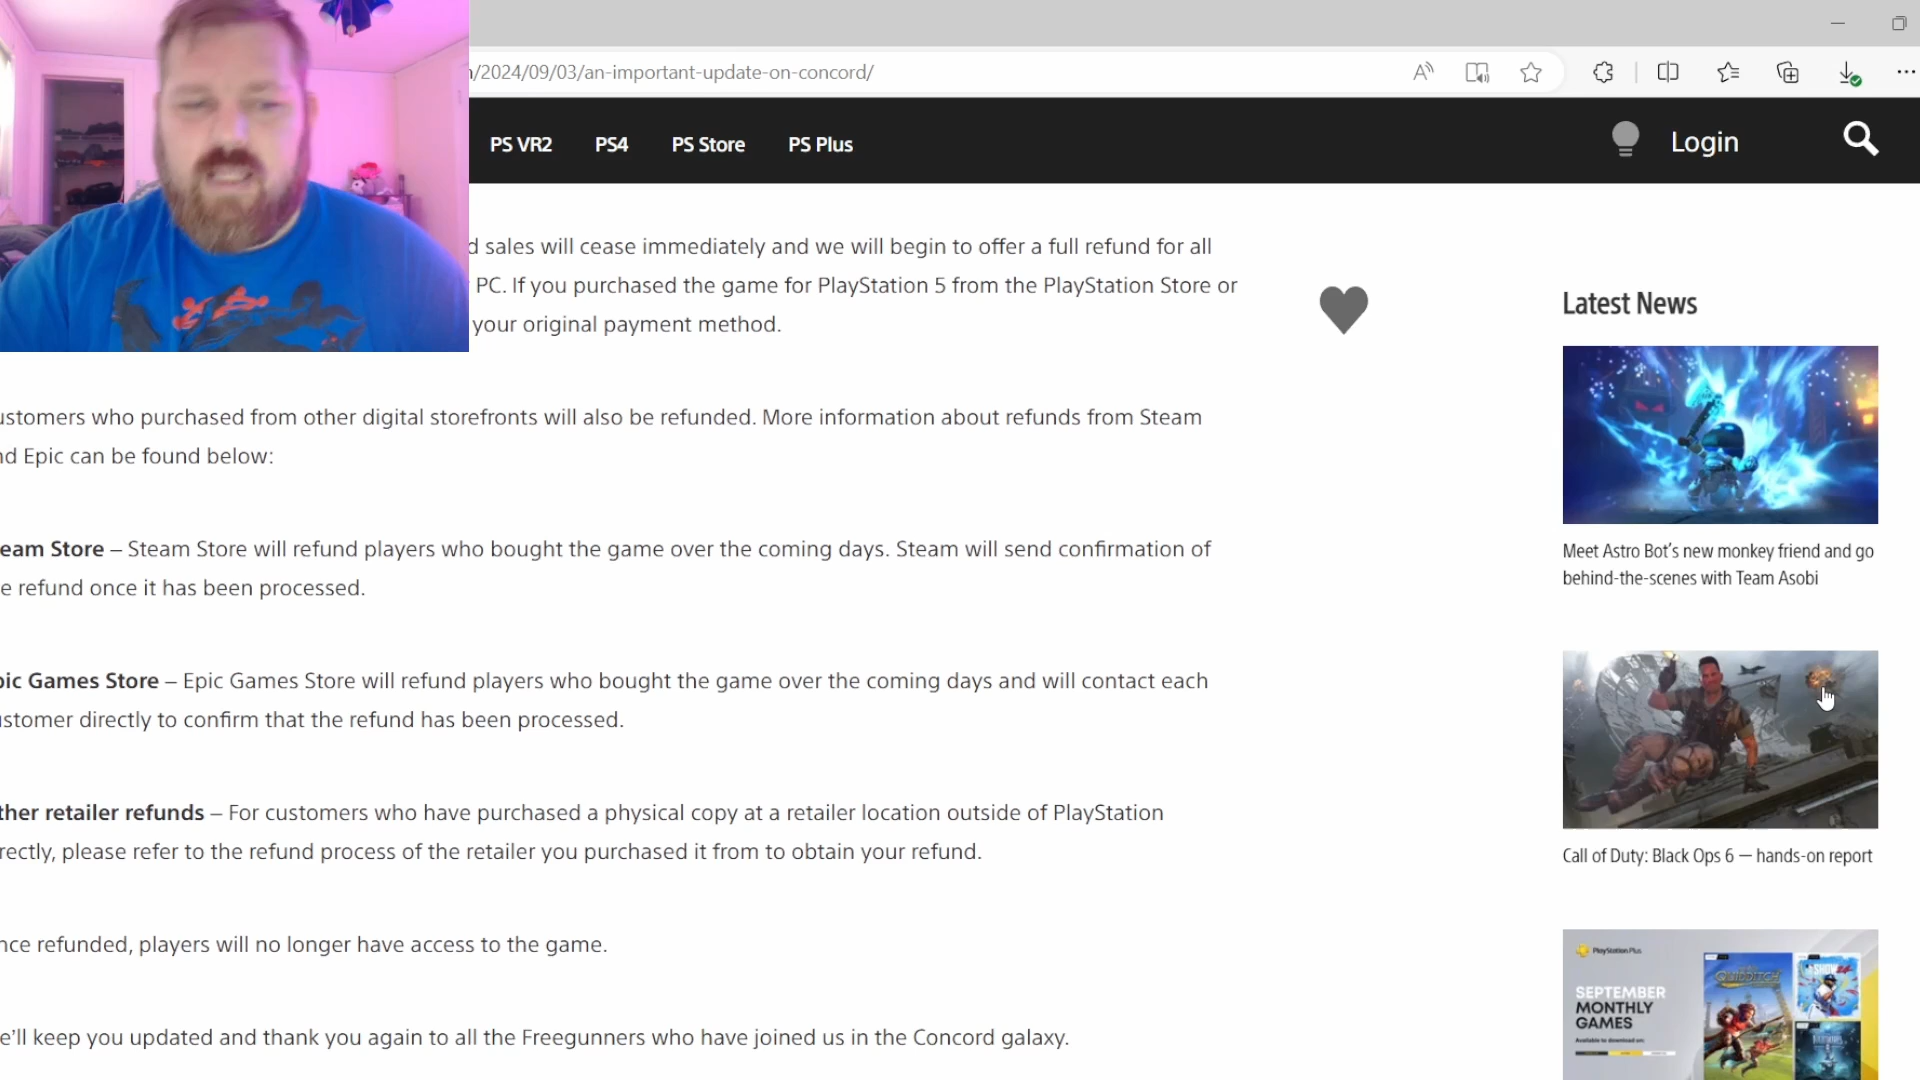 /2024/09/03/an-important-update-on-concord/
PS VR2 PS4 PS Store PS Plus Login
d sales will cease immediately and we will begin to offer a full refund for all
PC. If you purchased the game for PlayStation 5 from the PlayStation Store or
your original payment method.
ustomers who purchased from other digital storefronts will also be refunded. More information about refunds from Steam
nd Epic can be found below:
eam Store – Steam Store will refund players who bought the game over the coming days. Steam will send confirmation of
e refund once it has been processed.
pic Games Store – Epic Games Store will refund players who bought the game over the coming days and will contact each
ustomer directly to confirm that the refund has been processed.
ther retailer refunds – For customers who have purchased a physical copy at a retailer location outside of PlayStation
rectly, please refer to the refund process of the retailer you purchased it from to obtain your refund.
nce refunded, players will no longer have access to the game.
e'll keep you updated and thank you again to all the Freegunners who have joined us in the Concord galaxy.
Latest News
Meet Astro Bot's new monkey friend and go
behind-the-scenes with Team Asobi
Call of Duty: Black Ops 6 — hands-on report
PlayStation Plus
SEPTEMBER
MONTHLY
GAMES
Available to download on:
QUIDDITCH
SHOW 24